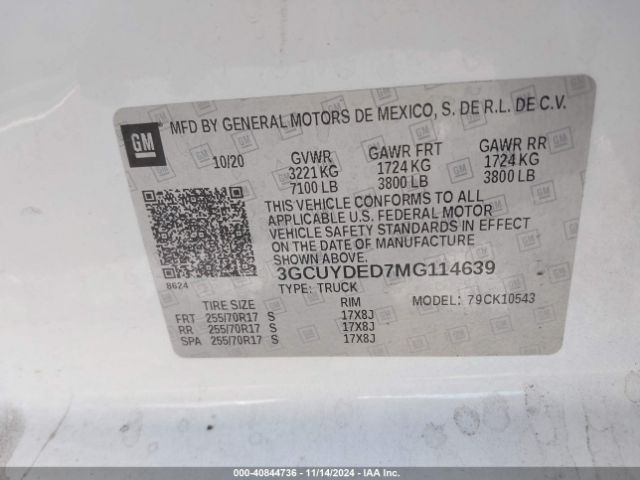 GM MFD BY GENERAL MOTORS DE MEXICO, S. DE R.L. DE C.V.
10/20 GVWR GAWR FRT GAWR RR
3221 KG 1724 KG 1724 KG
7100 LB 3800 LB 3800 LB
THIS VEHICLE CONFORMS TO ALL
APPLICABLE U.S. FEDERAL MOTOR
VEHICLE SAFETY STANDARDS IN EFFECT
ON THE DATE OF MANUFACTURE
SHOWN ABOVE.
3GCUYDED7MG114639
8624
TYPE: TRUCK
TIRE SIZE RIM MODEL: 79CK10543
FRT 255/70R17 S 17X8J
RR 255/70R17 S 17X8J
SPA 255/70R17 S 17X8J
000-40844736 - 11/14/2024 - IAA Inc.